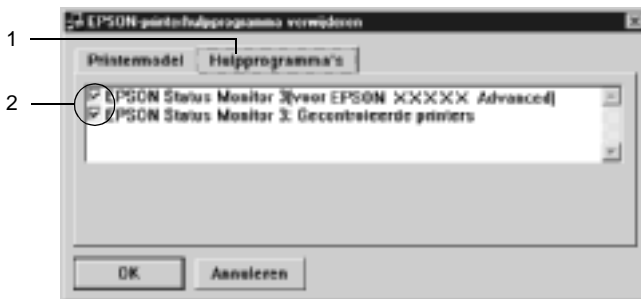 EPSON-printerhulpprogramma verwijderen
1
Printermodel Hulpprogramma's
2
EPSON Status Monitor 3(voor EPSON XXXXX Advanced)
EPSON Status Monitor 3: Gecontroleerde printers
OK Annuleren